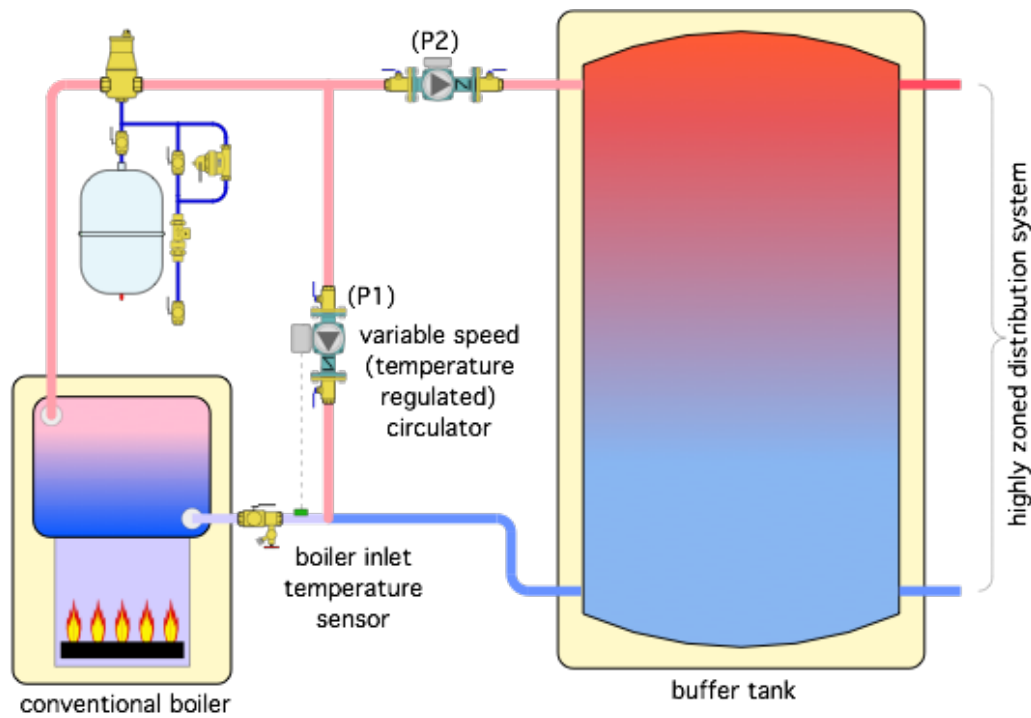 (P2)
(P1)
variable speed
(temperature
regulated)
circulator
boiler inlet
temperature
sensor
highly zoned distribution system
conventional boiler
buffer tank